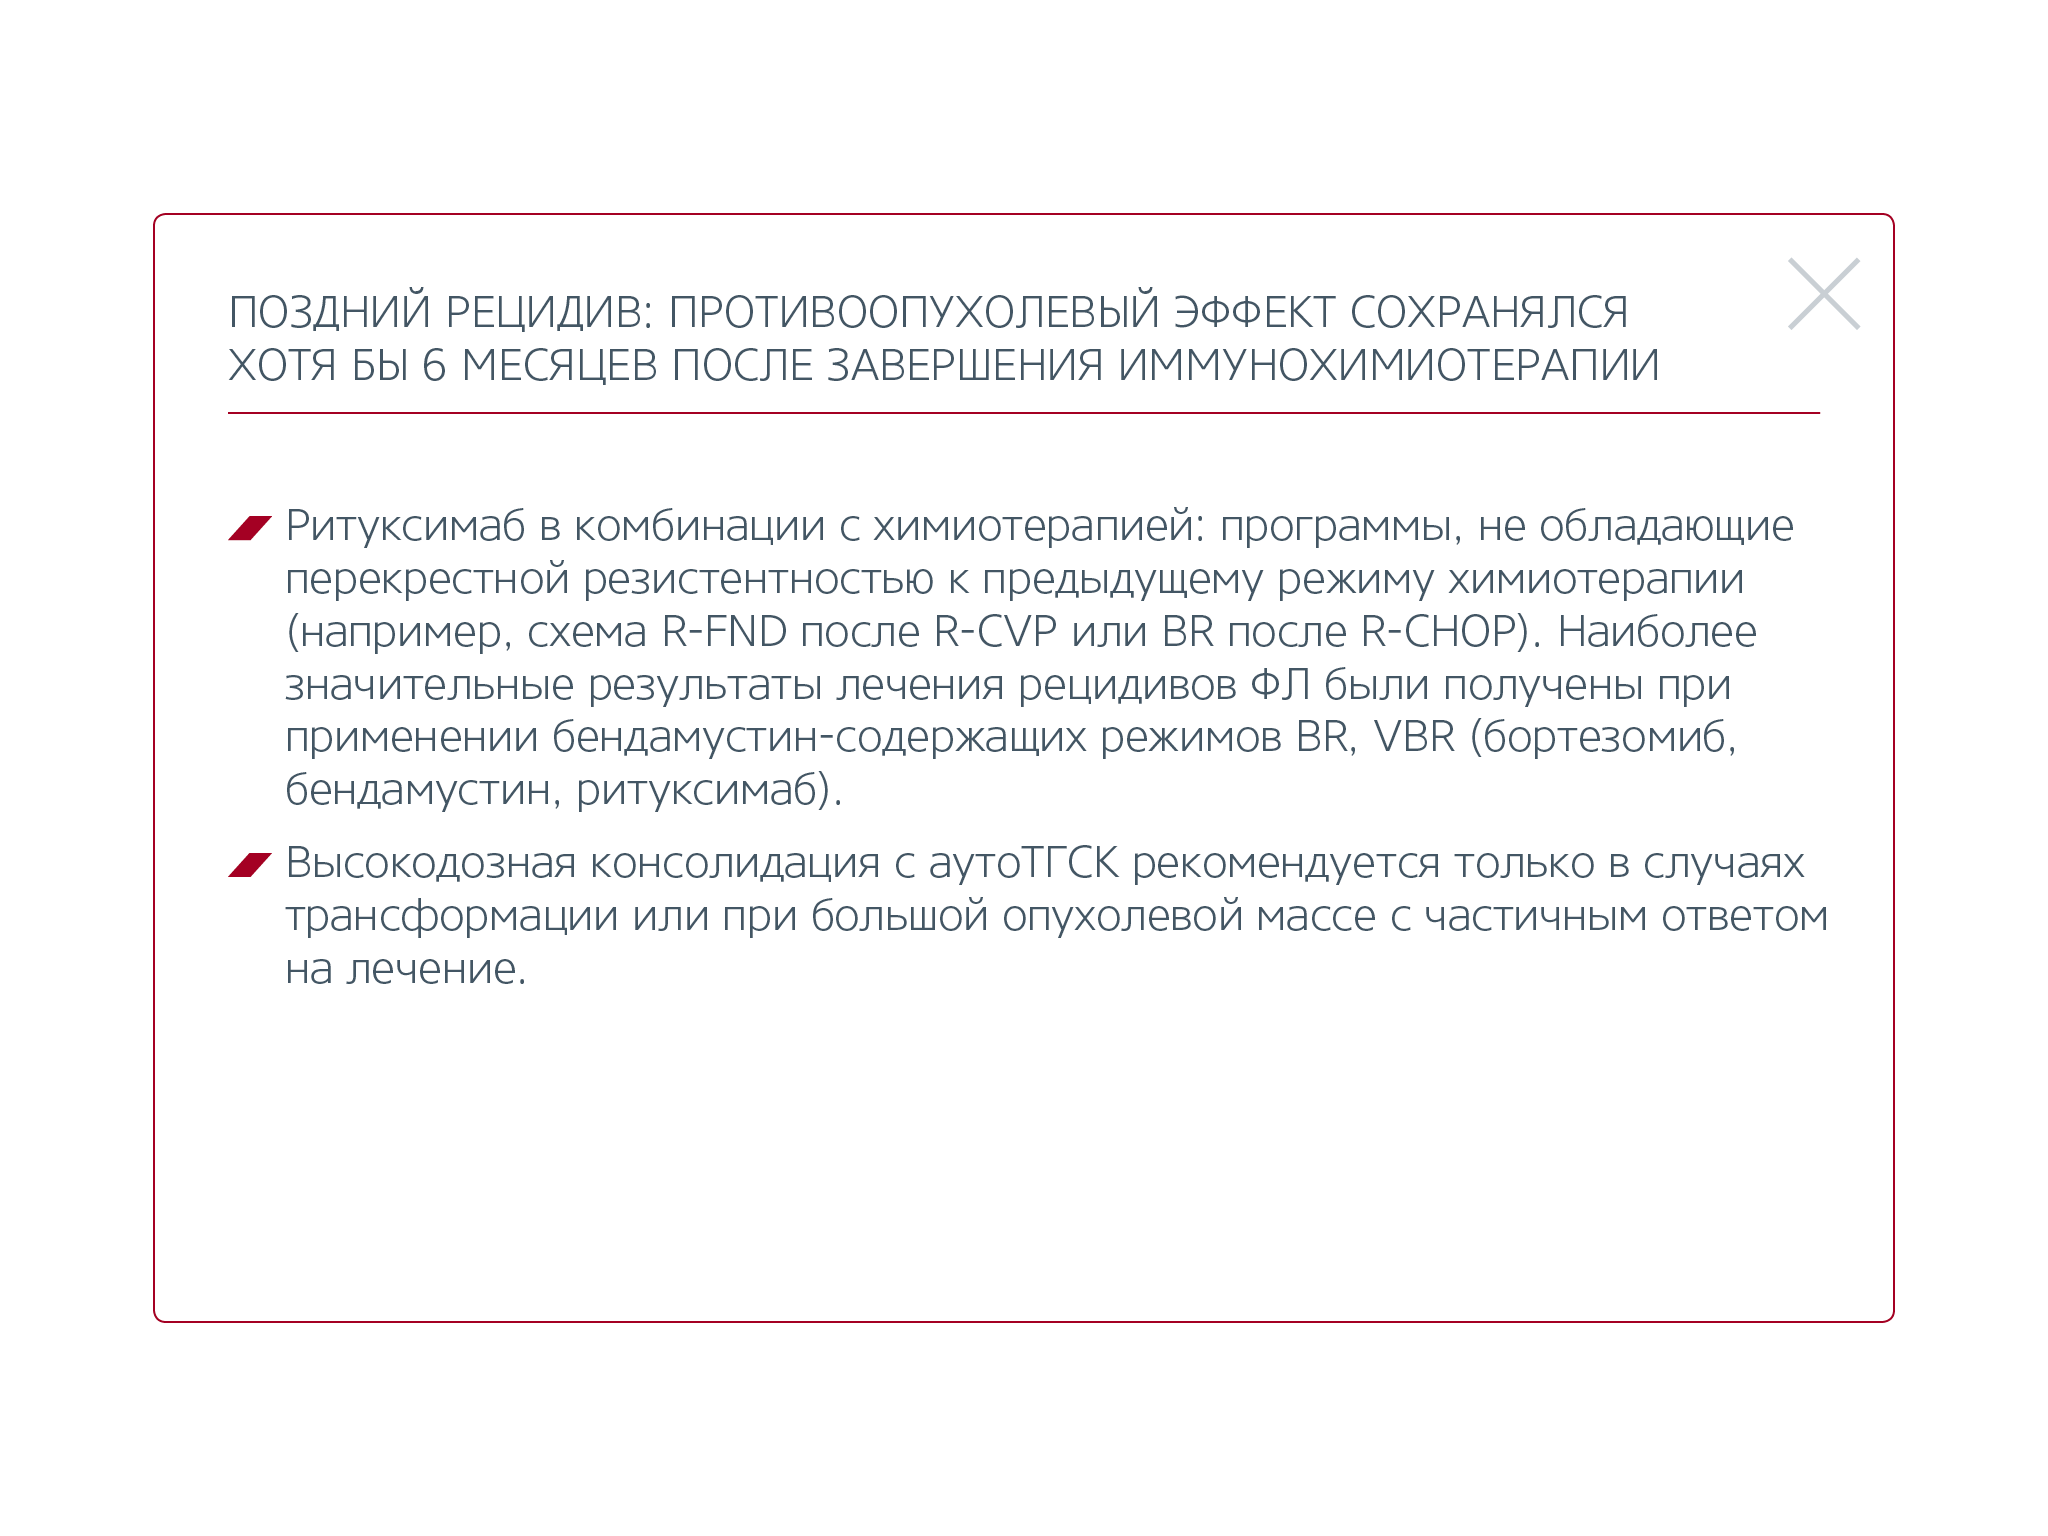 ПОЗДНИЙ РЕЦИДИВ: ПРОТИВООПУХОЛЕВЫЙ ЭФФЕКТ СОХРАНЯЛСЯ
ХОТЯ БЫ 6 МЕСЯЦЕВ ПОСЛЕ ЗАВЕРШЕНИЯ ИММУНОХИМИОТЕРАПИИ
Ритуксимаб в комбинации с химиотерапией: программы, не обладающие
перекрестной резистентностью к предыдущему режиму химиотерапии
(например, схема R-FND после R-CVP или BR после R-CHOP). Наиболее
значительные результаты лечения рецидивов ФЛ были получены при
применении бендамустин-содержащих режимов BR, VBR (бортезомиб,
бендамустин, ритуксимаб).
Высокодозная консолидация с аутоТГСК рекомендуется только в случаях
трансформации или при большой опухолевой массе с частичным ответом
на лечение.